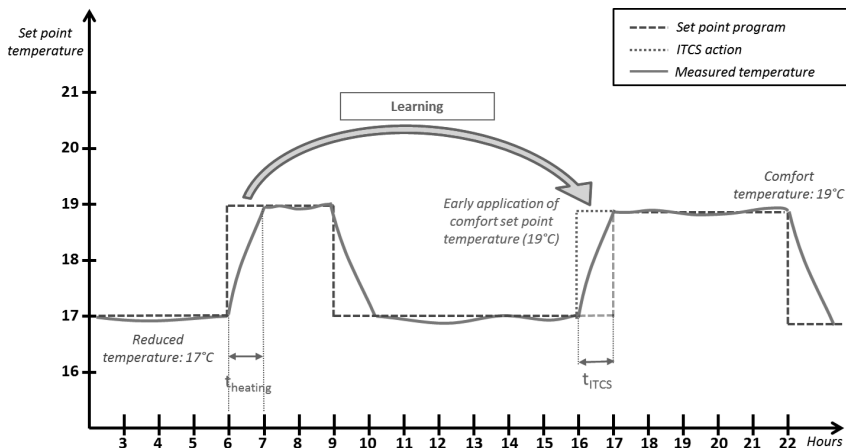 Set point
temperature
Set point program
ITCS action
Measured temperature
21
20
19
18
17
16
Learning
Early application of
comfort set point
temperature (19°C)
Comfort
temperature: 19°C
Reduced
temperature: 17°C
t heating
t ITCS
3 4 5 6 7 8 9 10 11 12 13 14 15 16 17 18 19 20 21 22 Hours